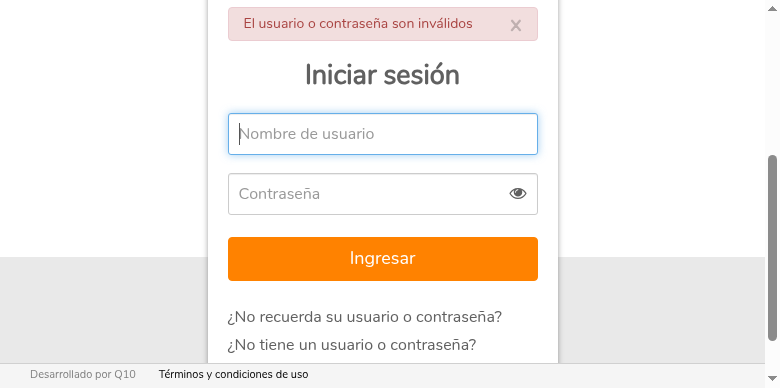 El usuario o contraseña son inválidos
×
Iniciar sesión
Nombre de usuario
Contraseña
Ingresar
¿No recuerda su usuario o contraseña?
¿No tiene un usuario o contraseña?
Desarrollado por Q10 Términos y condiciones de uso